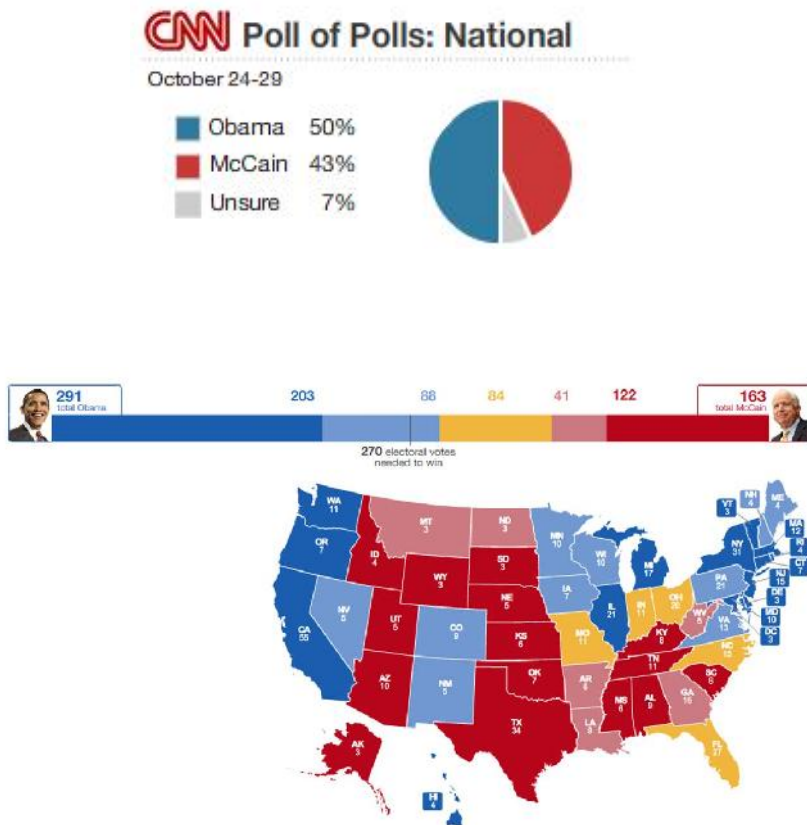 CNN Poll of Polls: National
October 24-29
Obama 50%
McCain 43%
Unsure 7%
291 203 88 84 41 122 163
total Obama total McCain
270 electoral votes
needed to win
WA
11
OR
7
CA
55
ID
4
NV
5
MT
3
WY
3
UT
5
AZ
10
CO
9
NM
5
ND
3
SD
3
NE
5
KS
6
OK
7
TX
34
MN
10
IA
7
MO
11
AR
6
LA
9
WI
10
IL
21
MI
17
IN
11
OH
20
KY
8
TN
11
MS
6
AL
9
GA
15
FL
27
SC
8
NC
15
VA
13
WV
5
PA
21
NY
31
VT
3
NH
4
ME
4
MA
12
RI
4
CT
7
NJ
15
DE
3
MD
10
DC
3
AK
3
HI
4